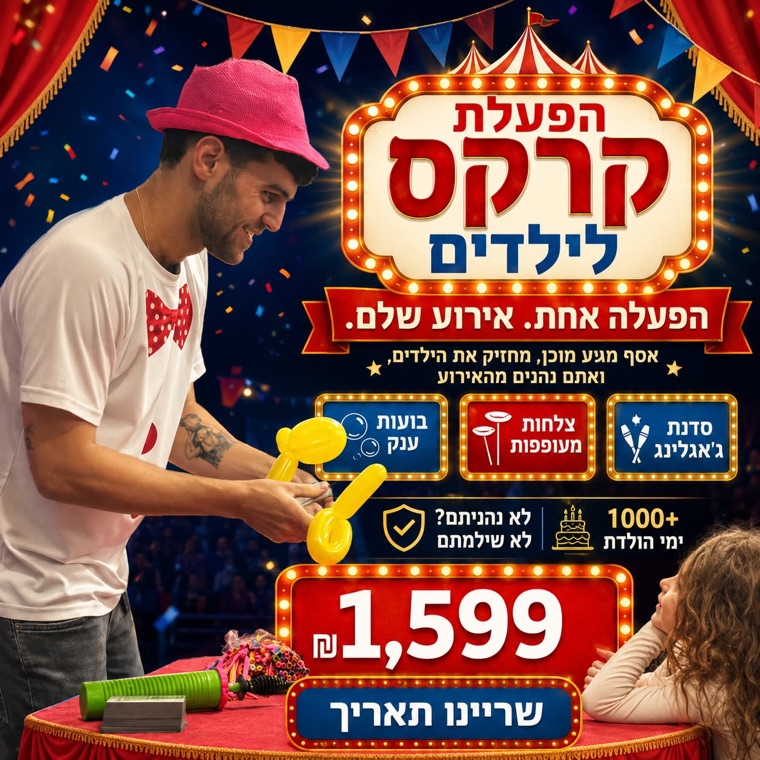 הפעלת
קרקס
לילדים
הפעלה אחת. אירוע שלם.
אסף מגיע מוכן, מחזיק את הילדים,
ואתם נהנים מהאירוע
בועות
ענק
צלחות
מעופפות
סדנת
ג'אגלינג
לא נהניתם?
לא שילמתם
1000+
ימי הולדת
1,599 ₪
שריינו תאריך